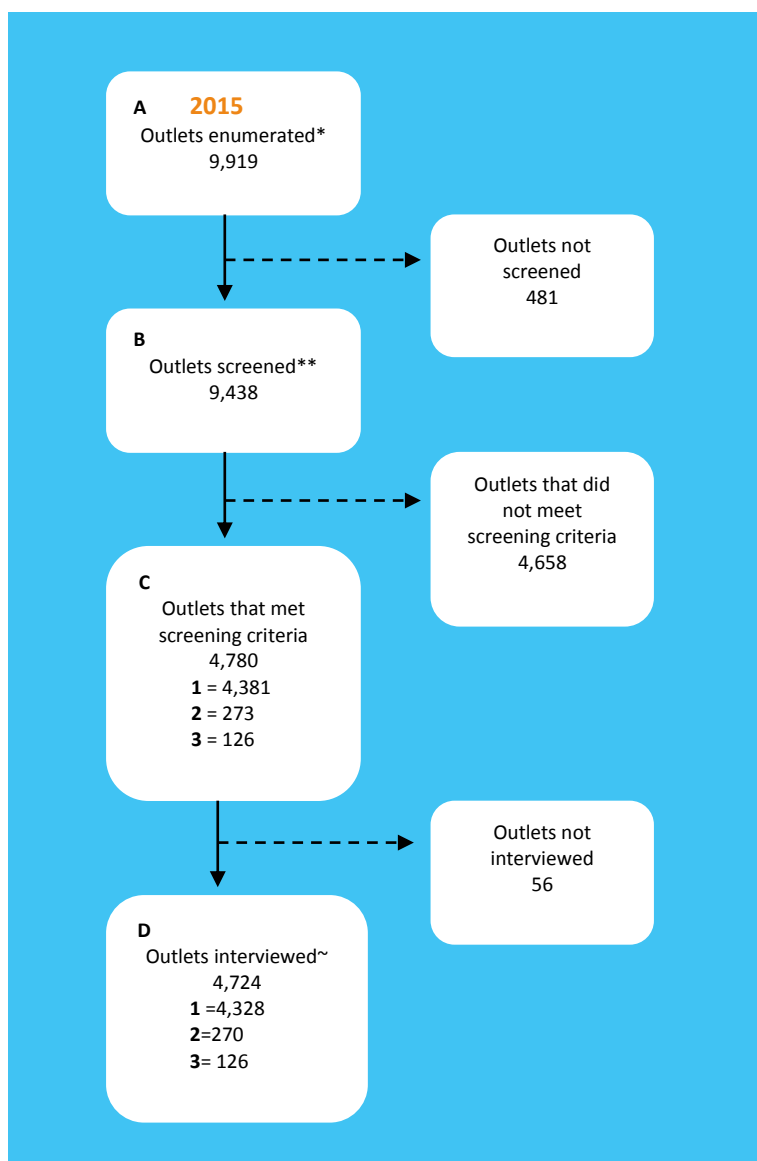 A 2015
Outlets enumerated*
9,919
Outlets not
screened
481
B
Outlets screened**
9,438
Outlets that did
not meet
screening criteria
4,658
C
Outlets that met
screening criteria
4,780
1 = 4,381
2 = 273
3 = 126
Outlets not
interviewed
56
D
Outlets interviewed~
4,724
1 =4,328
2=270
3= 126